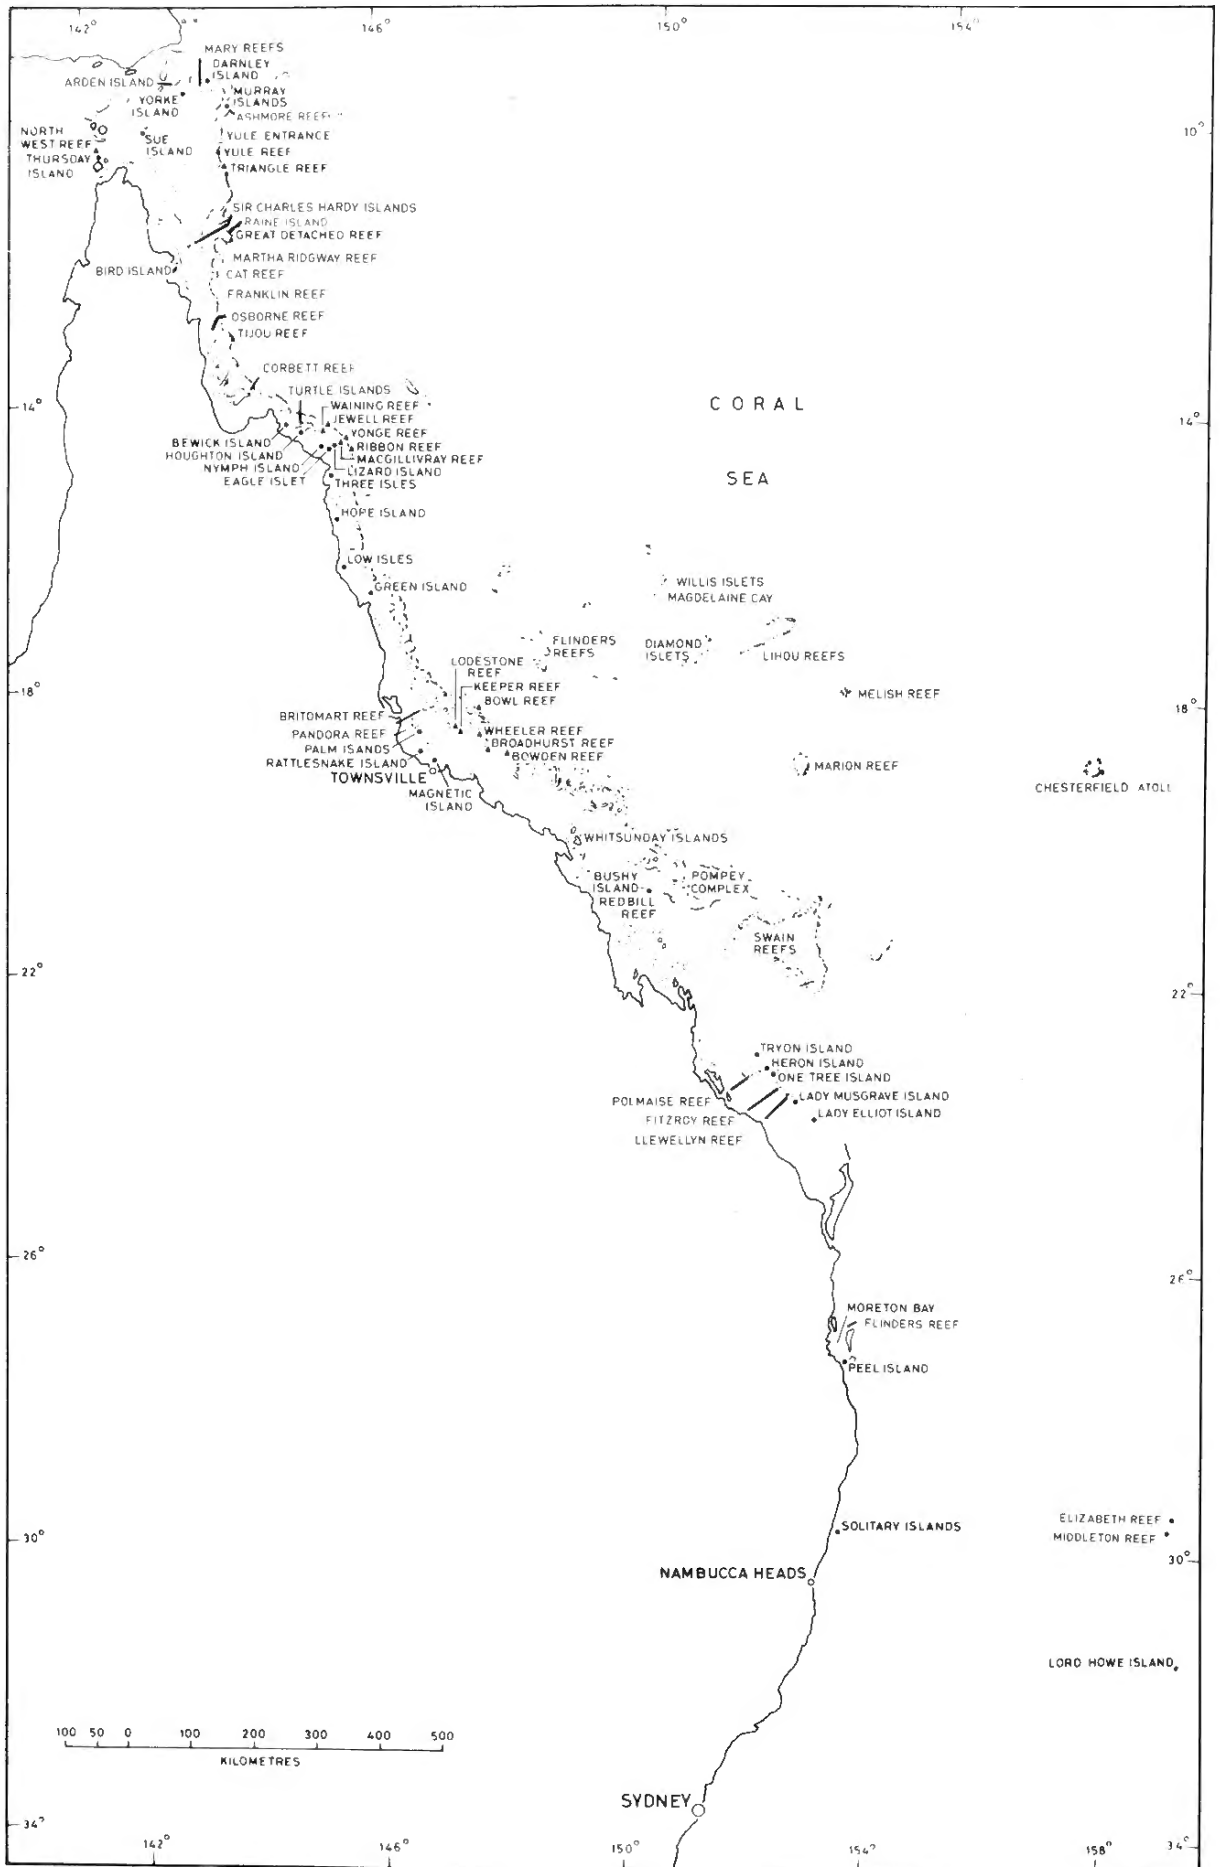 142°
146°
150°
154°
MARY REEFS
DARNLEY
ISLAND
ARDEN ISLAND
YORKE
ISLAND
MURRAY
ISLANDS
ASHMORE REEF
10°
NORTH
WEST REEF
SUE
ISLAND
YULE ENTRANCE
YULE REEF
THURSDAY
ISLAND
TRIANGLE REEF
SIR CHARLES HARDY ISLANDS
RAINE ISLAND
GREAT DETACHED REEF
MARTHA RIDGWAY REEF
BIRD ISLAND
CAT REEF
FRANKLIN REEF
OSBORNE REEF
TIJOU REEF
CORBETT REEF
TURTLE ISLANDS
14°
WAINING REEF
CORAL
JEWELL REEF
14°
YONGE REEF
BEWICK ISLAND
RIBBON REEF
HOUGHTON ISLAND
MACGILLIVRAY REEF
NYMPH ISLAND
LIZARD ISLAND
EAGLE ISLET
THREE ISLES
SEA
HOPE ISLAND
LOW ISLES
GREEN ISLAND
WILLIS ISLETS
MAGDELAINE CAY
FLINDERS
REEFS
DIAMOND
ISLETS
LIHOU REEFS
LODESTONE
REEF
KEEPER REEF
18°
BOWL REEF
MELISH REEF
18°
BRITOMART REEF
PANDORA REEF
WHEELER REEF
PALM ISANDS
BROADHURST REEF
RATTLESNAKE ISLAND
BOWDEN REEF
TOWNSVILLE
MARION REEF
MAGNETIC
ISLAND
CHESTERFIELD ATOLL
WHITSUNDAY ISLANDS
BUSHY
ISLAND-
REDBILL
REEF
POMPEY
COMPLEX
SWAIN
REEFS
22°
22°
TRYON ISLAND
HERON ISLAND
ONE TREE ISLAND
POLMAISE REEF
LADY MUSGRAVE ISLAND
FITZROY REEF
LADY ELLIOT ISLAND
LLEWELLYN REEF
26°
26°
MORETON BAY
FLINDERS REEF
PEEL ISLAND
ELIZABETH REEF
SOLITARY ISLANDS
MIDDLETON REEF
30°
30°
NAMBUCCA HEADS
LORD HOWE ISLAND
100 50 0 100 200 300 400 500
KILOMETRES
SYDNEY
34°
142°
146°
150°
154°
158°
34°